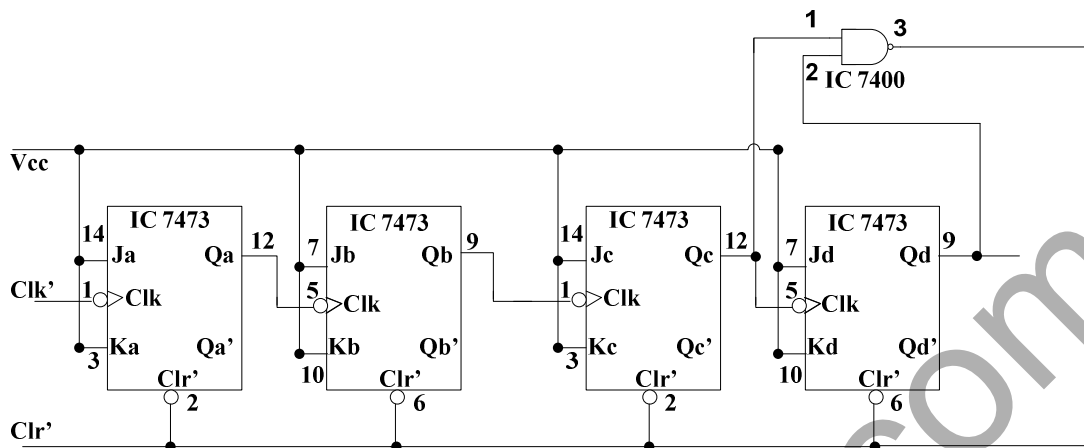 1 3
2 IC 7400
Vcc
IC 7473 IC 7473 IC 7473 IC 7473
14 Ja Qa 12 7 Jb Qb 9 14 Jc Qc 12 7 Jd Qd 9
Clk' 1 Clk 5 Clk 1 Clk 5 Clk
3 Ka Qa' Kb Qb' 3 Kc Qc' Kd Qd'
10 10
Clr' Clr' Clr' Clr'
2 6 2 6
Clr'
com